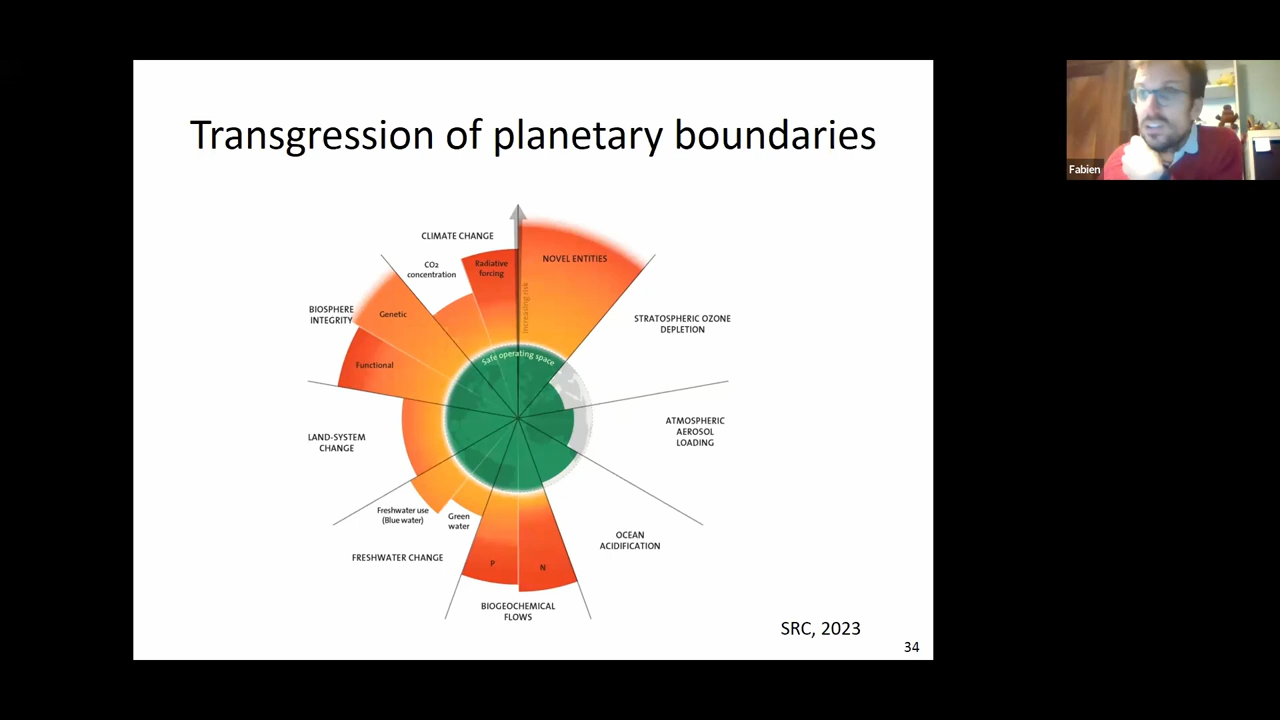 Transgression of planetary boundaries
CLIMATE CHANGE
CO2
concentration
Radiative
forcing
increasing risk
NOVEL ENTITIES
STRATOSPHERIC OZONE
DEPLETION
ATMOSPHERIC
AEROSOL
LOADING
OCEAN
ACIDIFICATION
BIOGEOCHEMICAL
FLOWS
P
N
FRESHWATER CHANGE
Freshwater use
(Blue water)
Green
water
LAND-SYSTEM
CHANGE
BIOSPHERE
INTEGRITY
Genetic
Functional
Safe operating space
SRC, 2023
34
Fabien